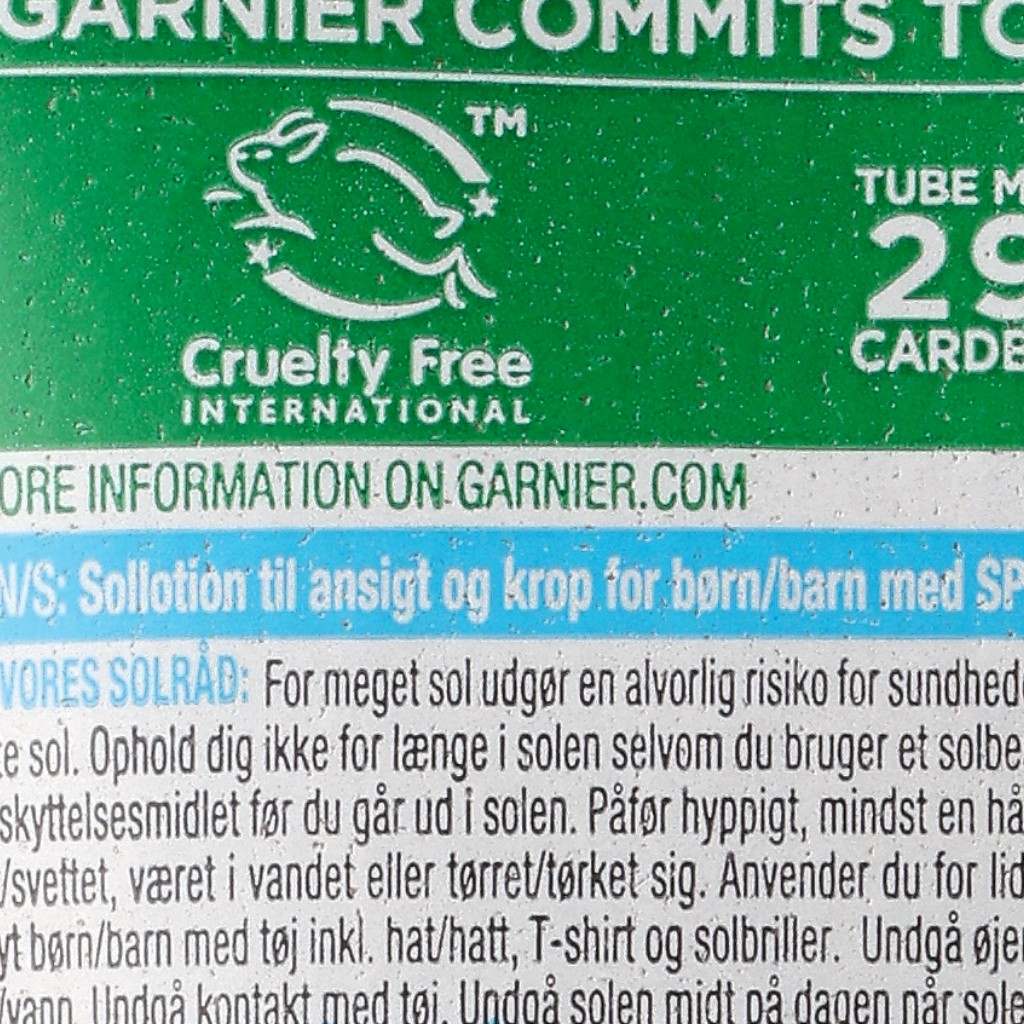 GARNIER COMMITS TO
TM
Cruelty Free
INTERNATIONAL
TUBE M
29
CARDB
ORE INFORMATION ON GARNIER.COM
N/S: Sollotion til ansigt og krop for børn/barn med SP
VORES SOLRÅD: For meget sol udgør en alvorlig risiko for sundhed
te sol. Ophold dig ikke for længe i solen selvom du bruger et solbe
skyttelsesmidlet før du går ud i solen. Påfør hyppigt, mindst en hå
/svettet, været i vandet eller tørret/tørket sig. Anvender du for lid
yt børn/barn med tøj inkl. hat/hatt, T-shirt og solbriller. Undgå øje
/vann. Undgå kontakt med tøj. Undgå solen midt på dagen når sole